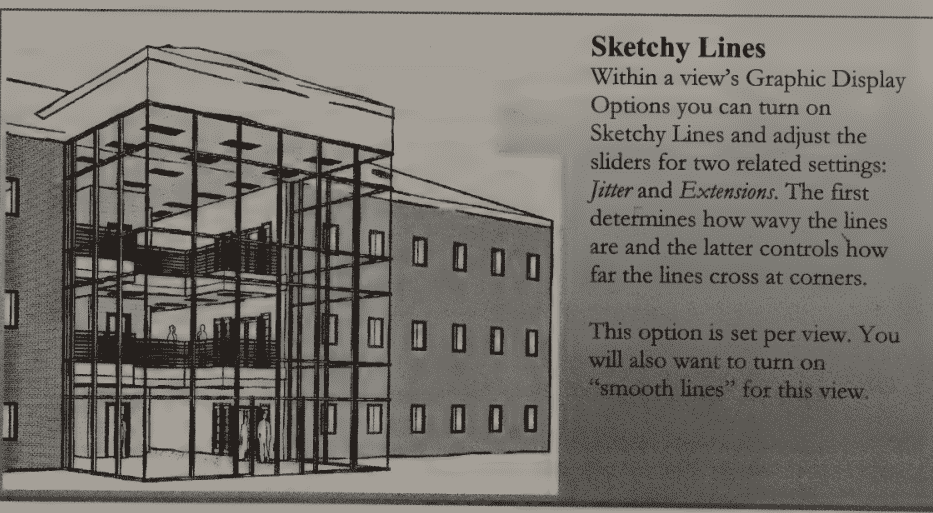 Sketchy Lines
Within a view's Graphic Display
Options you can turn on
Sketchy Lines and adjust the
sliders for two related settings:
Jitter and Extensions. The first
determines how wavy the lines
are and the latter controls how
far the lines cross at corners.
This option is set per view. You
will also want to turn on
"smooth lines" for this view.